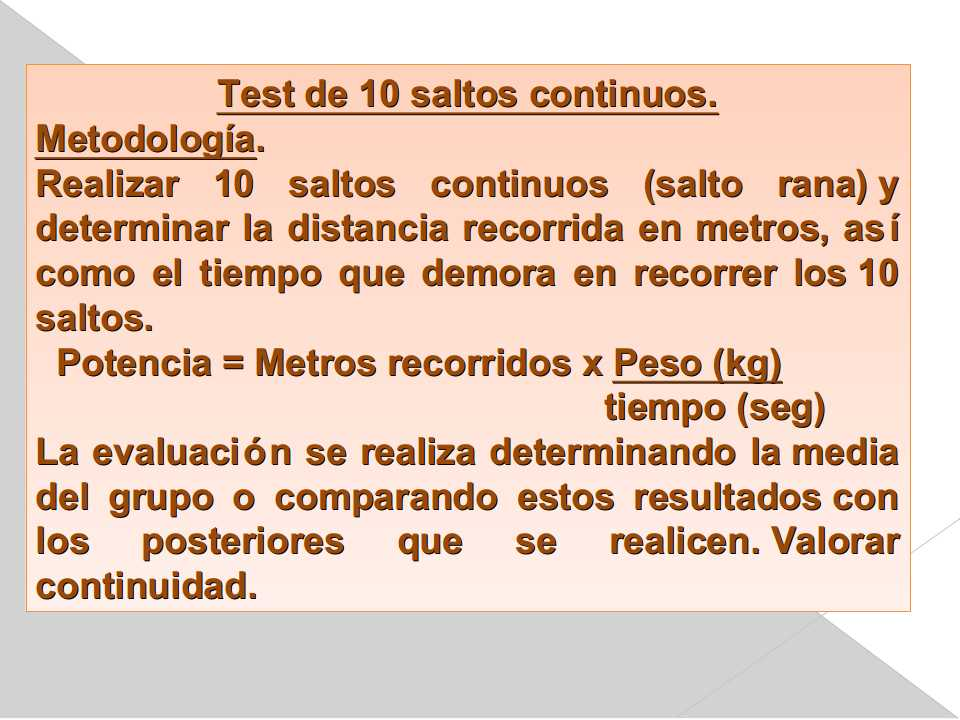 Test de 10 saltos continuos.
Metodología.
Realizar 10 saltos continuos (salto rana) y
determinar la distancia recorrida en metros, así
como el tiempo que demora en recorrer los 10
saltos.
Potencia = Metros recorridos x Peso (kg)
tiempo (seg)
La evaluación se realiza determinando la media
del grupo o comparando estos resultados con
los posteriores que se realicen. Valorar
continuidad.